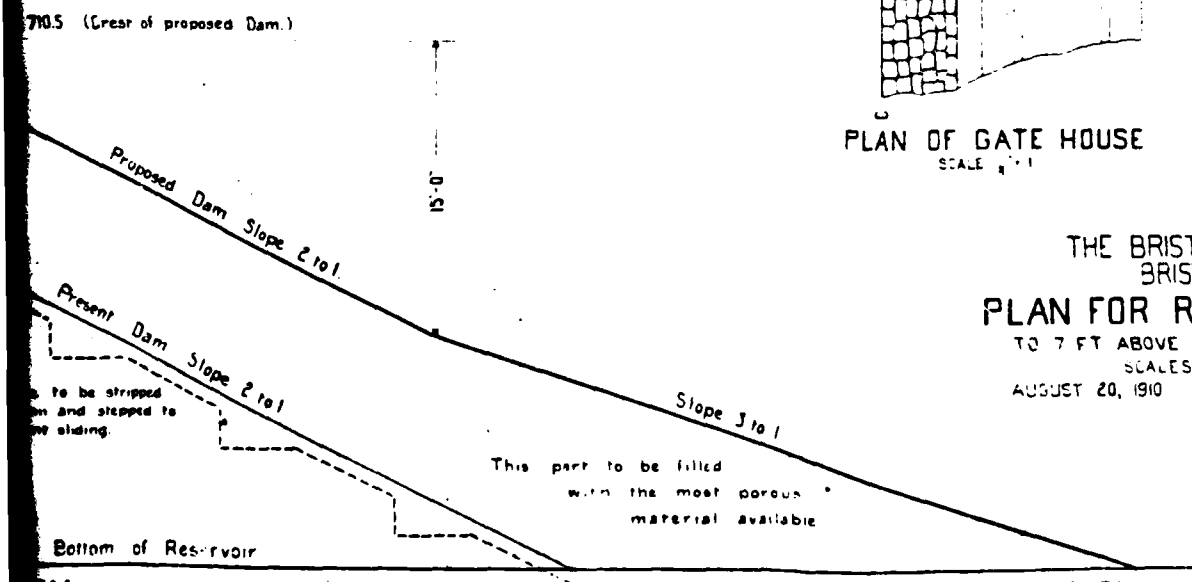 710.5 (Crest of proposed Dam.)
PLAN OF GATE HOUSE
SCALE
15'-0"
Proposed Dam Slope 2 to 1.
THE BRIST
BRIS
PLAN FOR R
TO 7 FT ABOVE
SCALES
AUGUST 20, 1910
Present Dam Slope 2 to 1
to be stripped
and stepped to
sliding.
Slope 3 to 1
This part to be filled
with the most porous
material available
Bottom of Reservoir